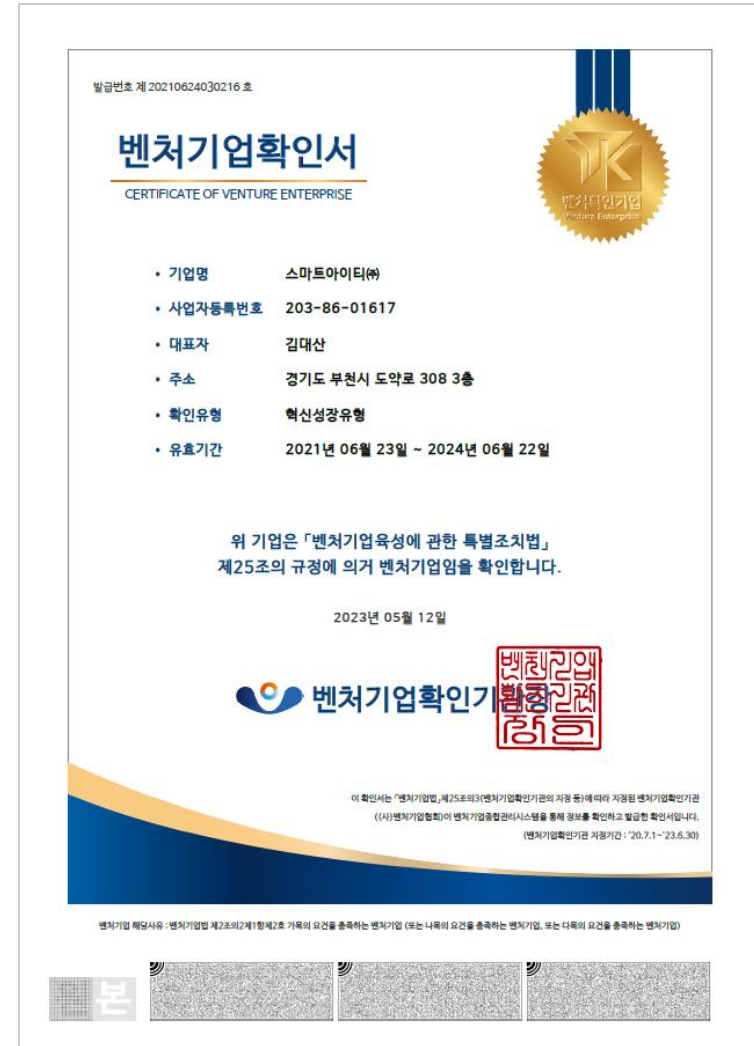 발급번호 제 20210624030216 호
벤처기업확인서
CERTIFICATE OF VENTURE ENTERPRISE
벤처확인기업
Venture Enterprise
• 기업명 스마트아이티㈜
• 사업자등록번호 203-86-01617
• 대표자 김대산
• 주소 경기도 부천시 도약로 308 3층
• 확인유형 혁신성장유형
• 유효기간 2021년 06월 23일 ~ 2024년 06월 22일
위 기업은 「벤처기업육성에 관한 특별조치법」
제25조의 규정에 의거 벤처기업임을 확인합니다.
2023년 05월 12일
벤처기업확인기관장
이 확인서는 「벤처기업법」 제25조의3(벤처기업확인기관의 지정 등)에 따라 지정된 벤처기업확인기관
((사)벤처기업협회)이 벤처기업종합관리시스템을 통해 정보를 확인하고 발급한 확인서입니다.
(벤처기업확인기관 지정기간 : '20.7.1~'23.6.30)
벤처기업 해당사유 : 벤처기업법 제2조의2제1항제2호 가목의 요건을 충족하는 벤처기업 (또는 나목의 요건을 충족하는 벤처기업, 또는 다목의 요건을 충족하는 벤처기업)
본